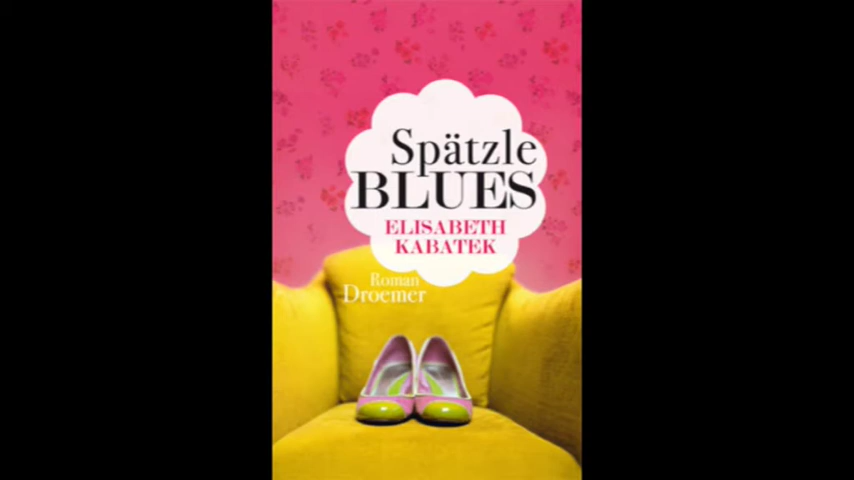 Spätzle
BLUES
ELISABETH
KABATEK
Roman
Droemer